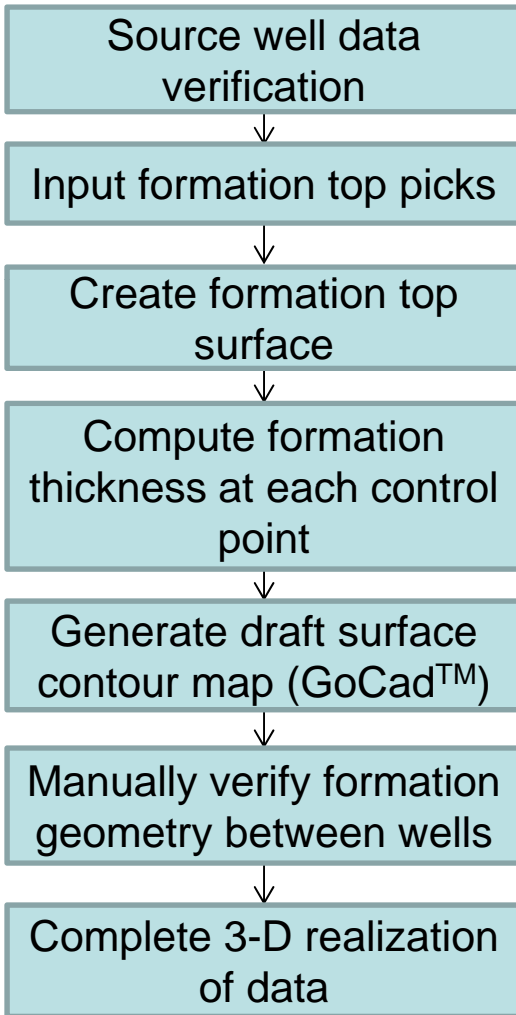 Source well data
verification
Input formation top picks
Create formation top
surface
Compute formation
thickness at each control
point
Generate draft surface
contour map (GoCad™)
Manually verify formation
geometry between wells
Complete 3-D realization
of data